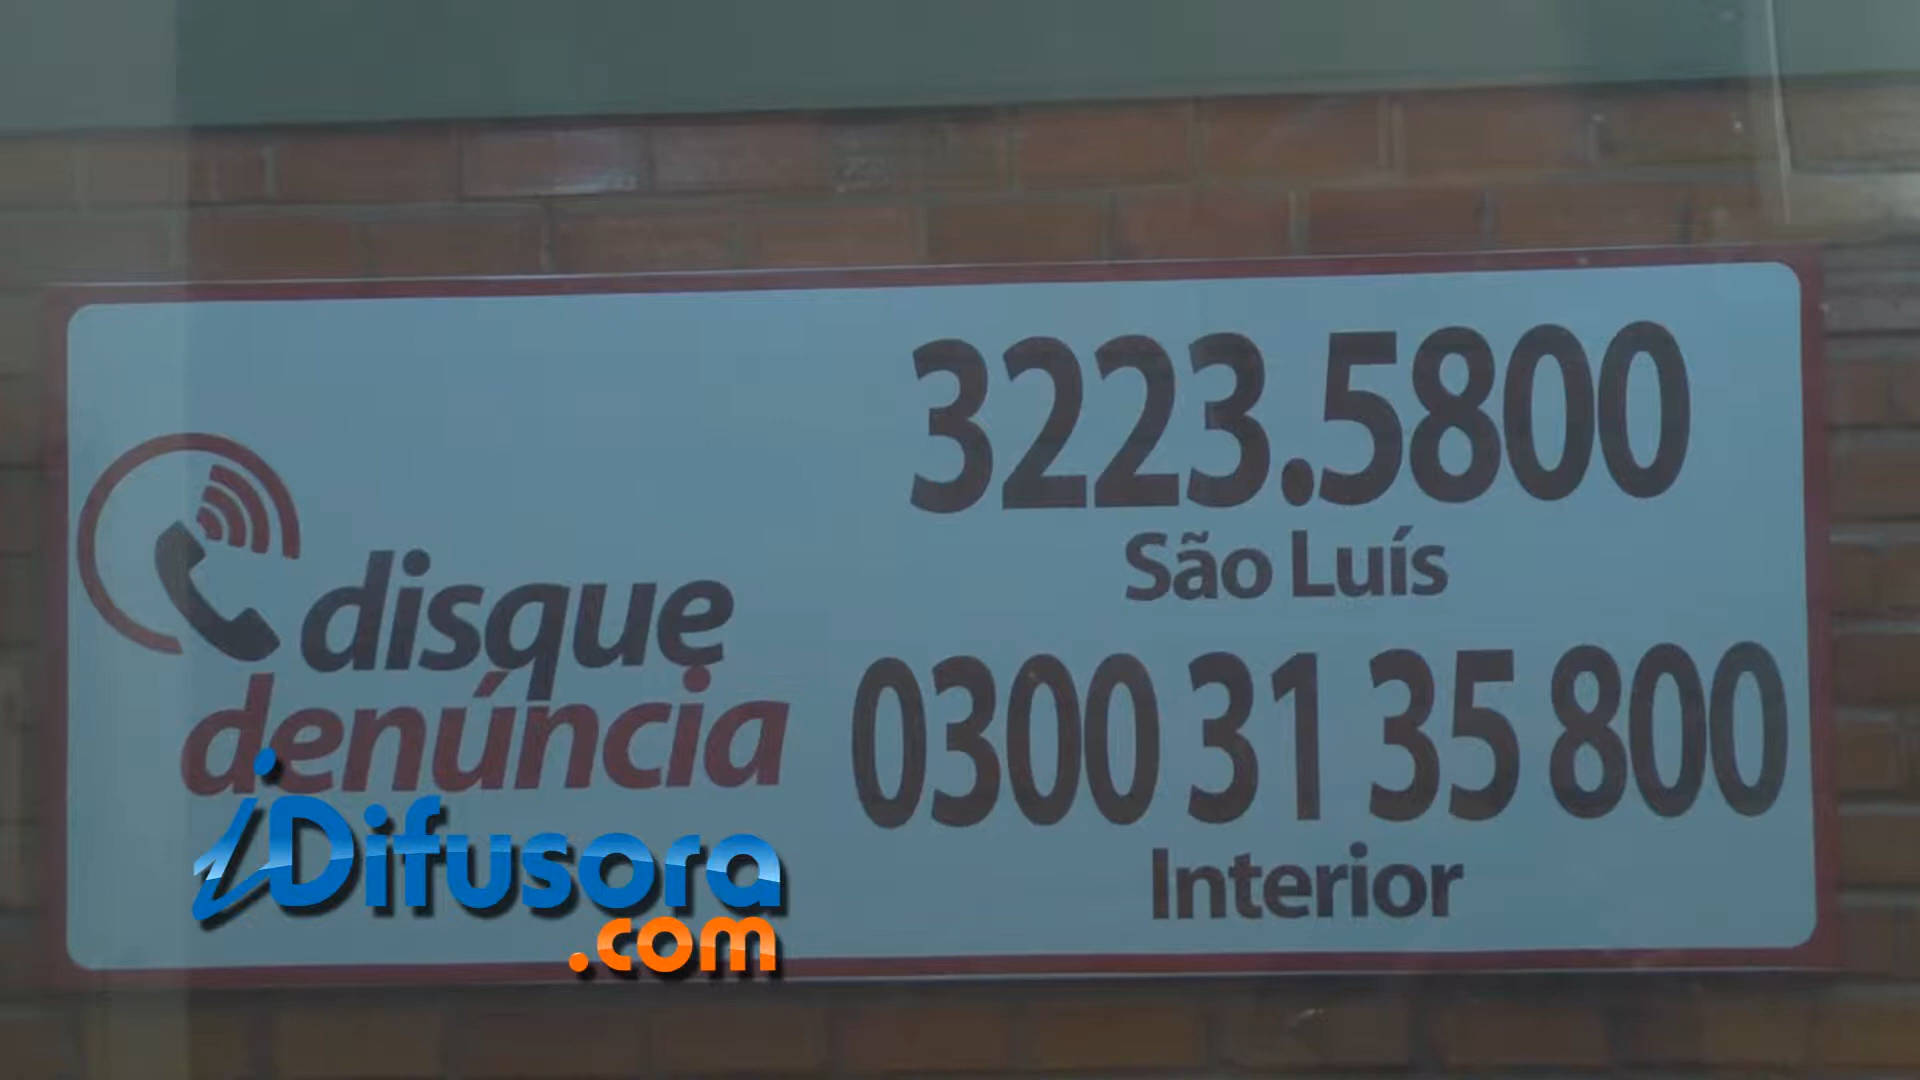 disque
denúncia
3223.5800
São Luís
0300 31 35 800
Interior
iDifusora
.com